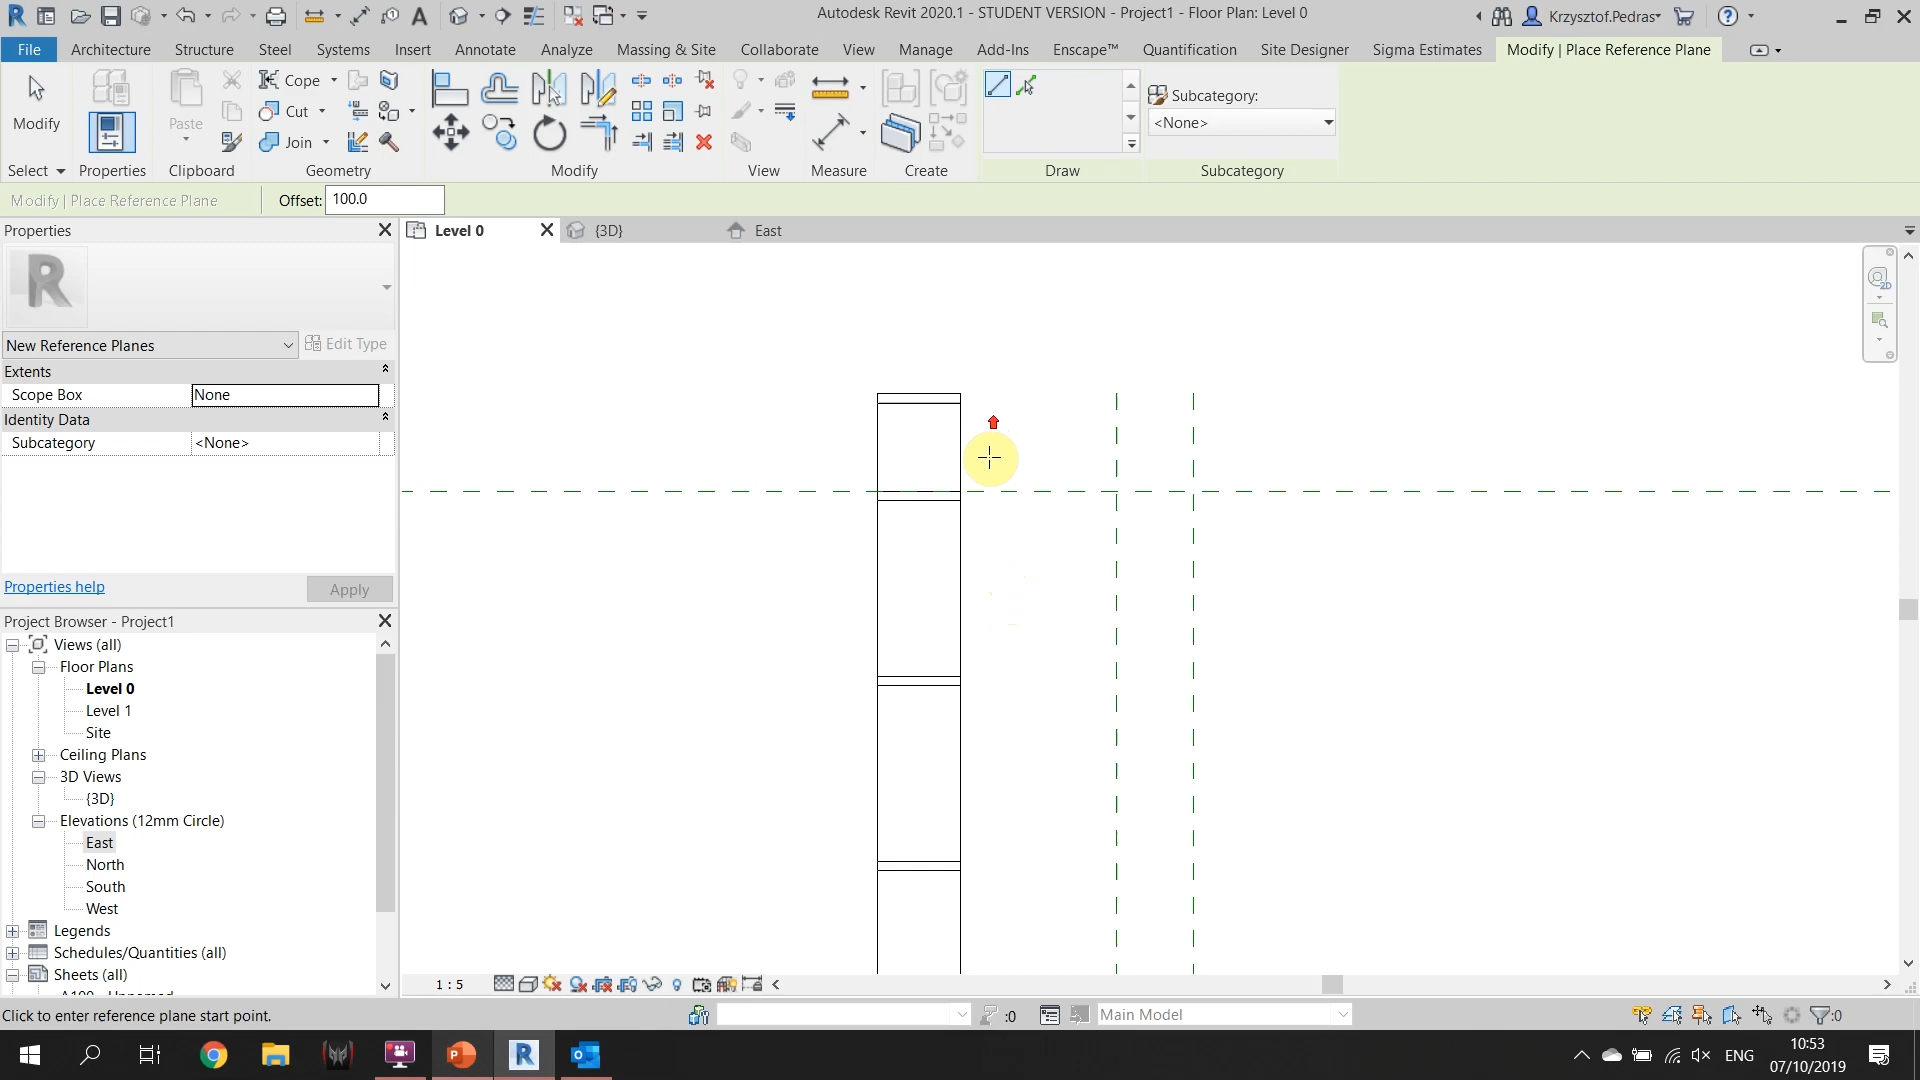 Autodesk Revit 2020.1 - STUDENT VERSION - Project1 - Floor Plan: Level 0
Krzysztof.Pedras
File Architecture Structure Steel Systems Insert Annotate Analyze Massing & Site Collaborate View Manage Add-Ins Enscape™ Quantification Site Designer Sigma Estimates Modify | Place Reference Plane
Modify
Paste
Cope
Cut
Join
Subcategory:
<None>
Select Properties Clipboard Geometry Modify View Measure Create Draw Subcategory
Modify | Place Reference Plane Offset: 100.0
Properties
Level 0 {3D} East
New Reference Planes Edit Type
Extents
Scope Box None
Identity Data
Subcategory <None>
Properties help Apply
Project Browser - Project1
Views (all)
Floor Plans
Level 0
Level 1
Site
Ceiling Plans
3D Views
{3D}
Elevations (12mm Circle)
East
North
South
West
Legends
Schedules/Quantities (all)
Sheets (all)
1 : 5
Click to enter reference plane start point.
:0
Main Model
:0
ENG
10:53
07/10/2019